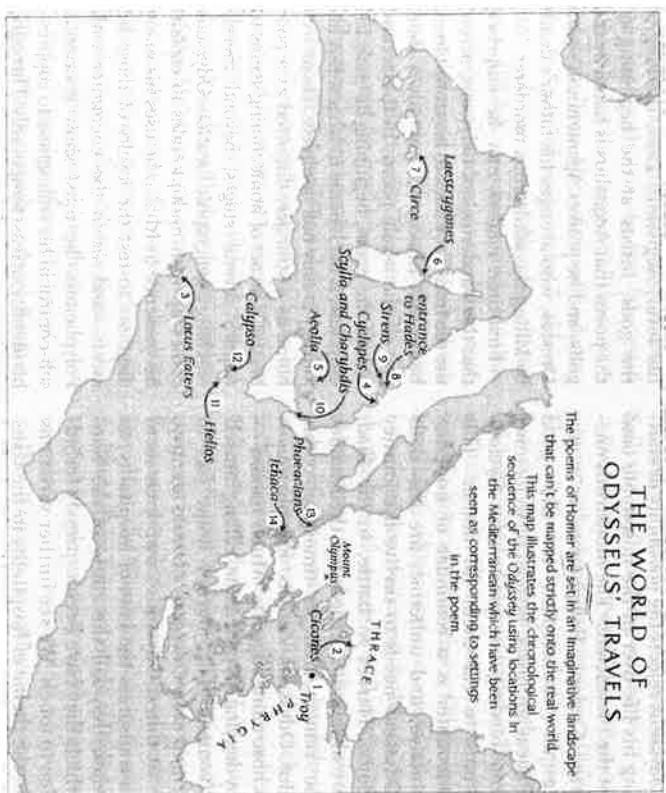 THE WORLD OF
ODYSSEUS' TRAVELS
The poems of Homer are set in an imaginative landscape
that can't be mapped strictly onto the real world.
This map illustrates the chronological
sequence of the Odyssey using locations in
the Mediterranean which have been
seen as corresponding to settings
in the poem.
THRACE
2
Cicones
1
Troy
PHRYGIA
Mount
Olympus
Phoeacians 13
Ithaca 14
entrance
to Hades 8
Sirens 9
Cyclopes 4
Scylla and Charybdis 10
Aeolia 5
Laestrygones 6
7 Circe
Calypso 12
11 Helios
3 Locus Eaters